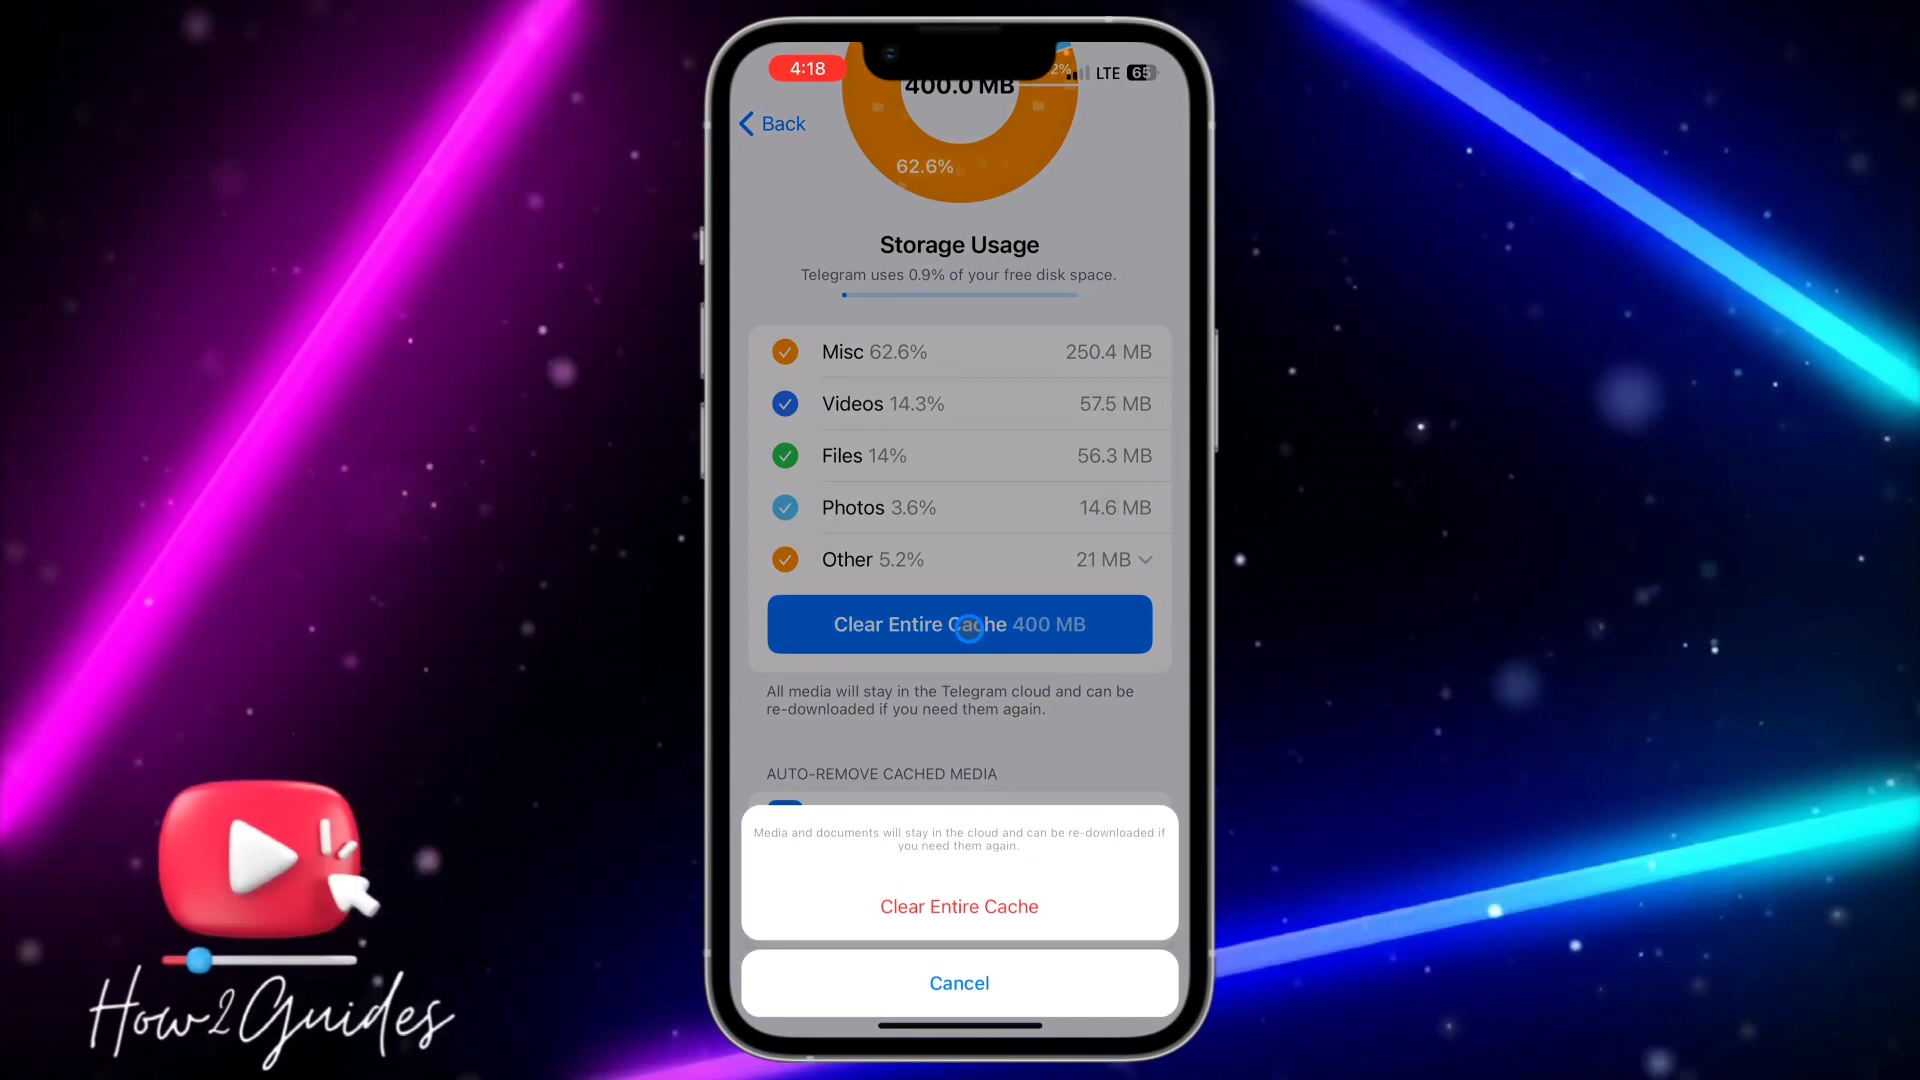 4:18
LTE 65
400.0 MB
Back
62.6%
Storage Usage
Telegram uses 0.9% of your free disk space.
Misc 62.6% 250.4 MB
Videos 14.3% 57.5 MB
Files 14% 56.3 MB
Photos 3.6% 14.6 MB
Other 5.2% 21 MB
Clear Entire Cache 400 MB
All media will stay in the Telegram cloud and can be
re-downloaded if you need them again.
AUTO-REMOVE CACHED MEDIA
Media and documents will stay in the cloud and can be re-downloaded if
you need them again.
Clear Entire Cache
Cancel
How2Guides